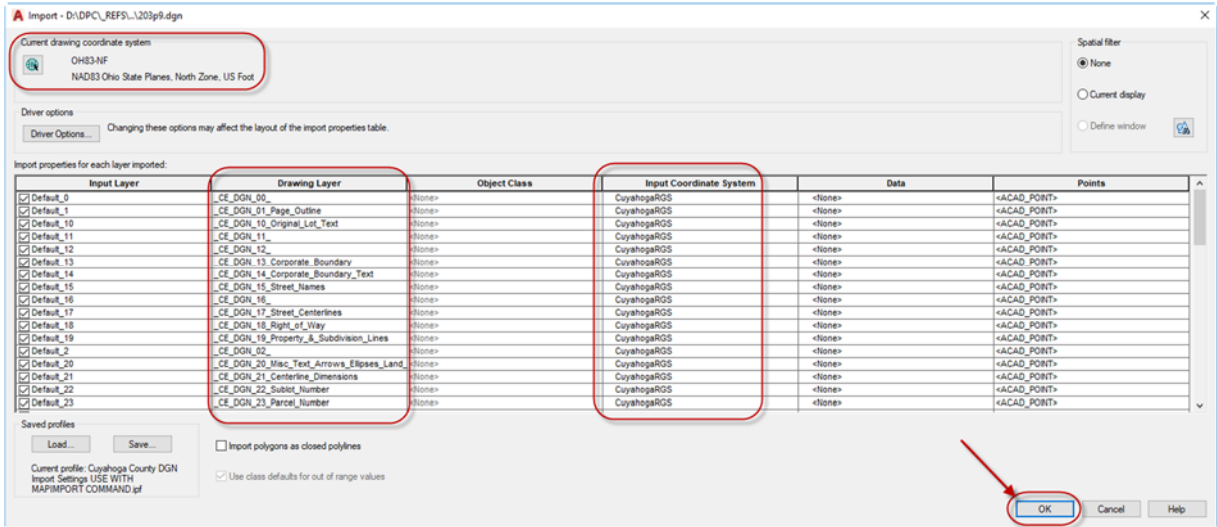 Import - D:\DPC\_REFS\..\203p9.dgn
Current drawing coordinate system
OH83-NF
NAD83 Ohio State Planes, North Zone, US Foot
Spatial filter
None
Current display
Define window
Driver options
Driver Options... Changing these options may affect the layout of the import properties table.
Import properties for each layer imported:
Input Layer Drawing Layer Object Class Input Coordinate System Data Points
Default_0 _CE_DGN_00_ <None> CuyahogaRGS <None> <ACAD_POINT>
Default_1 _CE_DGN_01_Page_Outline <None> CuyahogaRGS <None> <ACAD_POINT>
Default_10 _CE_DGN_10_Original_Lot_Text <None> CuyahogaRGS <None> <ACAD_POINT>
Default_11 _CE_DGN_11_ <None> CuyahogaRGS <None> <ACAD_POINT>
Default_12 _CE_DGN_12_ <None> CuyahogaRGS <None> <ACAD_POINT>
Default_13 _CE_DGN_13_Corporate_Boundary <None> CuyahogaRGS <None> <ACAD_POINT>
Default_14 _CE_DGN_14_Corporate_Boundary_Text <None> CuyahogaRGS <None> <ACAD_POINT>
Default_15 _CE_DGN_15_Street_Names <None> CuyahogaRGS <None> <ACAD_POINT>
Default_16 _CE_DGN_16_ <None> CuyahogaRGS <None> <ACAD_POINT>
Default_17 _CE_DGN_17_Street_Centerlines <None> CuyahogaRGS <None> <ACAD_POINT>
Default_18 _CE_DGN_18_Right_of_Way <None> CuyahogaRGS <None> <ACAD_POINT>
Default_19 _CE_DGN_19_Property_&_Subdivision_Lines <None> CuyahogaRGS <None> <ACAD_POINT>
Default_2 _CE_DGN_02_ <None> CuyahogaRGS <None> <ACAD_POINT>
Default_20 _CE_DGN_20_Misc_Text_Arrows_Ellipses_Land_ <None> CuyahogaRGS <None> <ACAD_POINT>
Default_21 _CE_DGN_21_Centerline_Dimensions <None> CuyahogaRGS <None> <ACAD_POINT>
Default_22 _CE_DGN_22_Sublot_Number <None> CuyahogaRGS <None> <ACAD_POINT>
Default_23 _CE_DGN_23_Parcel_Number <None> CuyahogaRGS <None> <ACAD_POINT>
Saved profiles
Load... Save...
Current profile: Cuyahoga County DGN
Import Settings USE WITH
MAPIMPORT COMMAND.ipf
Import polygons as closed polylines
Use class defaults for out of range values
OK Cancel Help